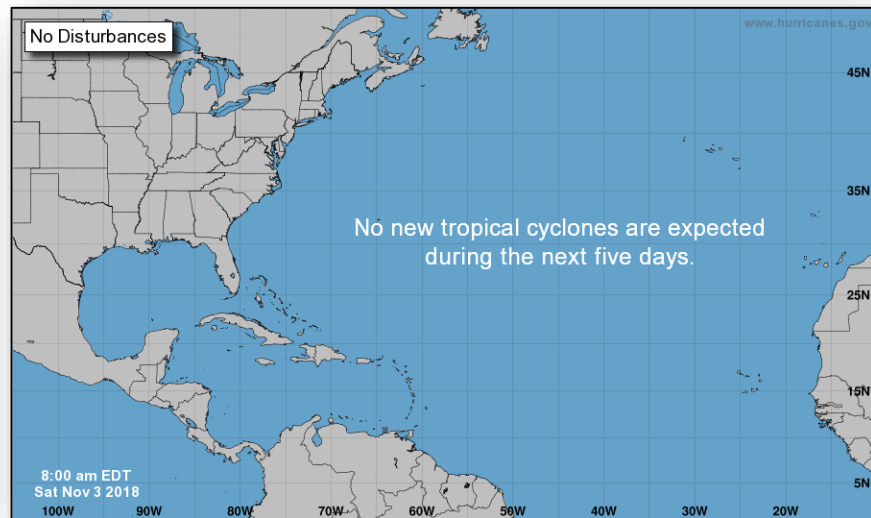 No Disturbances
www.hurricanes.gov
45N
35N
No new tropical cyclones are expected
during the next five days.
25N
15N
8:00 am EDT
Sat Nov 3 2018
5N
100W 90W 80W 70W 60W 50W 40W 30W 20W